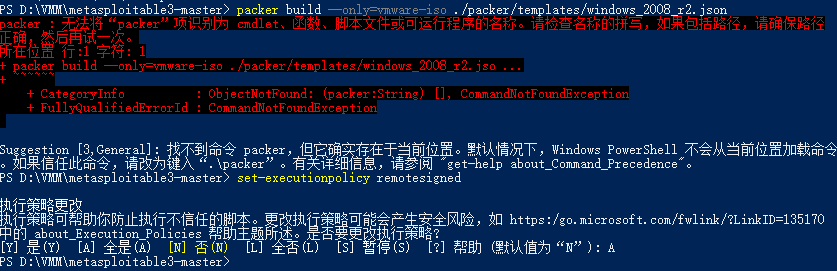 PS D:\VMM\metasploitable3-master> packer build --only=vmware-iso ./packer/templates/windows_2008_r2.json
packer : 无法将“packer”项识别为 cmdlet、函数、脚本文件或可运行程序的名称。请检查名称的拼写，如果包括路径，请确保路径
正确，然后再试一次。
所在位置 行:1 字符: 1
+ packer build --only=vmware-iso ./packer/templates/windows_2008_r2.jso ...
+ ~~~~~~
    + CategoryInfo          : ObjectNotFound: (packer:String) [], CommandNotFoundException
    + FullyQualifiedErrorId : CommandNotFoundException
Suggestion [3,General]: 找不到命令 packer，但它确实存在于当前位置。默认情况下，Windows PowerShell 不会从当前位置加载命令
。如果信任此命令，请改为键入“.\packer”。有关详细信息，请参阅 "get-help about_Command_Precedence"。
PS D:\VMM\metasploitable3-master> set-executionpolicy remotesigned
执行策略更改
执行策略可帮助你防止执行不信任的脚本。更改执行策略可能会产生安全风险，如 https:/go.microsoft.com/fwlink/?LinkID=135170
中的 about_Execution_Policies 帮助主题所述。是否要更改执行策略?
[Y] 是(Y)  [A] 全是(A)  [N] 否(N)  [L] 全否(L)  [S] 暂停(S)  [?] 帮助 (默认值为“N”): A
PS D:\VMM\metasploitable3-master>